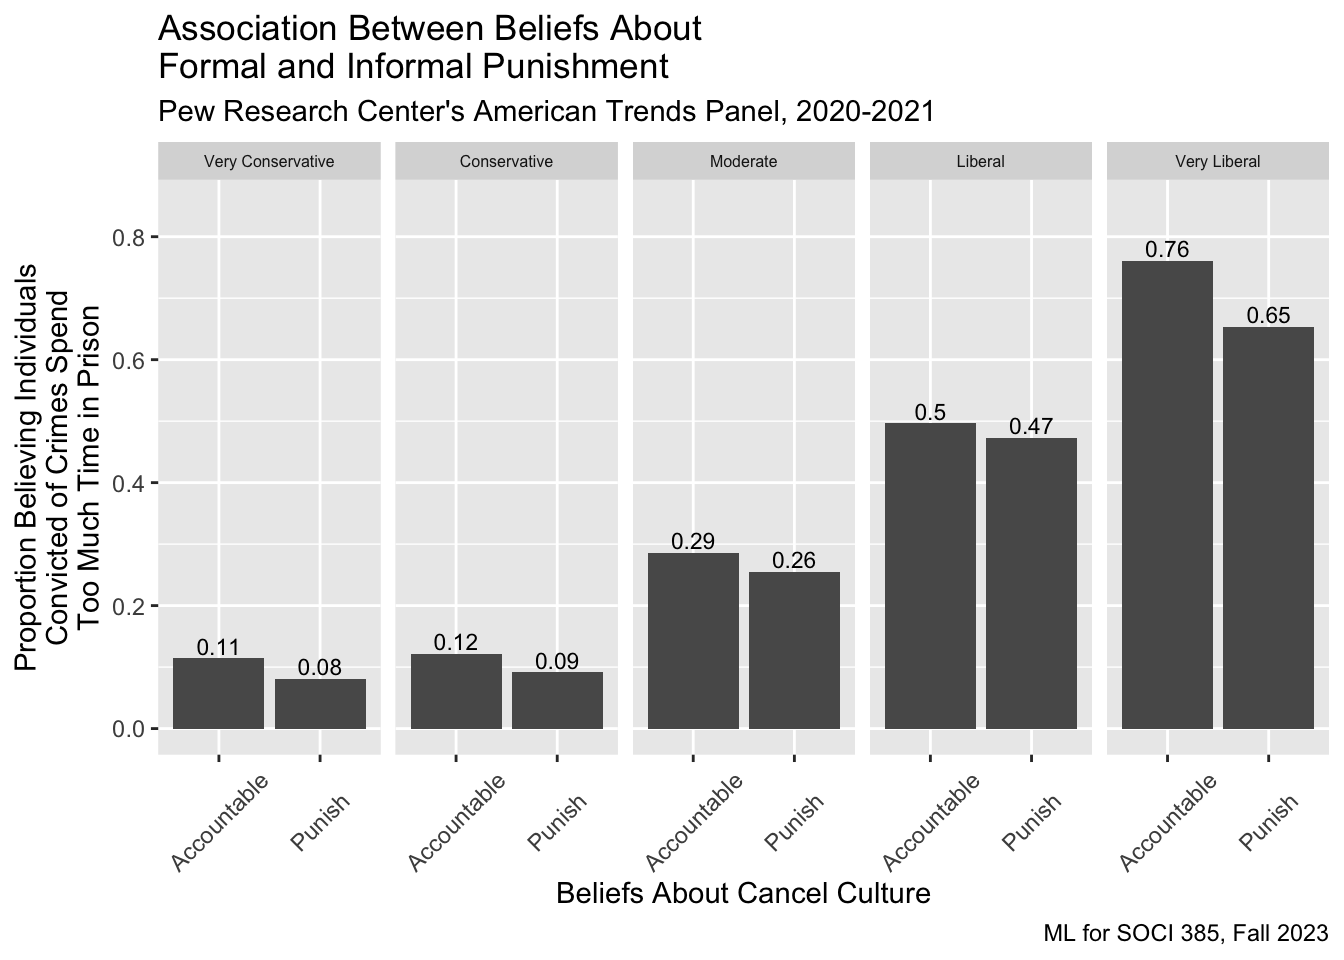 Association Between Beliefs About
Formal and Informal Punishment
Pew Research Center's American Trends Panel, 2020-2021
Very Conservative
Conservative
Moderate
Liberal
Very Liberal
Proportion Believing Individuals
Convicted of Crimes Spend
Too Much Time in Prison
0.8
0.6
0.4
0.2
0.0
0.11
0.08
0.12
0.09
0.29
0.26
0.5
0.47
0.76
0.65
Accountable
Punish
Accountable
Punish
Accountable
Punish
Accountable
Punish
Accountable
Punish
Beliefs About Cancel Culture
ML for SOCI 385, Fall 2023